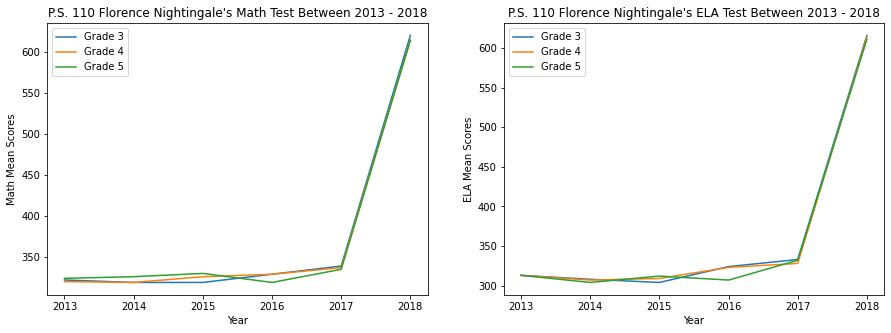 P.S. 110 Florence Nightingale's Math Test Between 2013 - 2018
Grade 3
Grade 4
Grade 5
600
550
500
450
400
350
Math Mean Scores
2013 2014 2015 2016 2017 2018
Year
P.S. 110 Florence Nightingale's ELA Test Between 2013 - 2018
Grade 3
Grade 4
Grade 5
600
550
500
450
400
350
300
ELA Mean Scores
2013 2014 2015 2016 2017 2018
Year